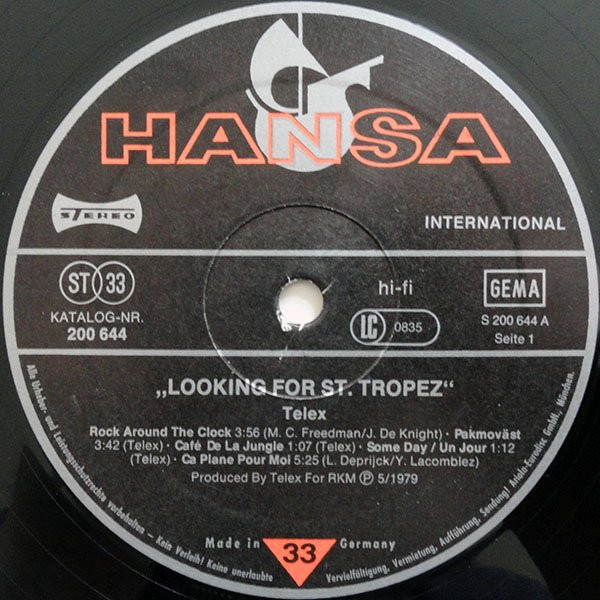 HANSA
STEREO
INTERNATIONAL
ST 33
KATALOG-NR.
200 644
hi-fi
LC 0835
GEMA
S 200 644 A
Seite 1
„LOOKING FOR ST. TROPEZ“
Telex
Rock Around The Clock 3:56 (M. C. Freedman/J. De Knight) · Pakmoväst
3:42 (Telex) · Café De La Jungle 1:07 (Telex) · Some Day / Un Jour 1:12
(Telex) · Ca Plane Pour Moi 5:25 (L. Deprijck/Y. Lacomblez)
Produced By Telex For RKM Ⓟ 5/1979
Made in 33 Germany
Alle Urheber- und Leistungsschutzrechte vorbehalten - Kein Verleih! Keine unerlaubte Vervielfältigung, Vermietung, Aufführung, Sendung! Ariola-Eurodisc GmbH, München.